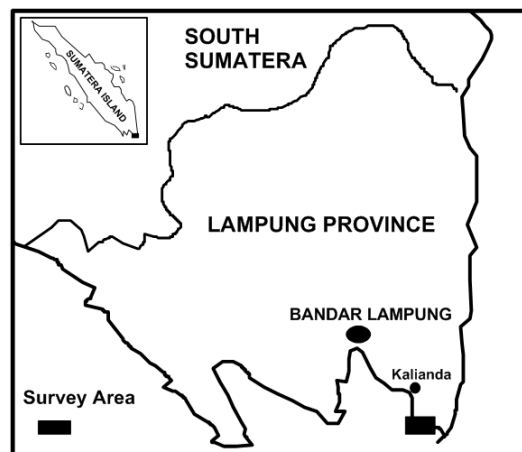 SOUTH
SUMATERA
SUMATERA ISLAND
LAMPUNG PROVINCE
BANDAR LAMPUNG
Kalianda
Survey Area